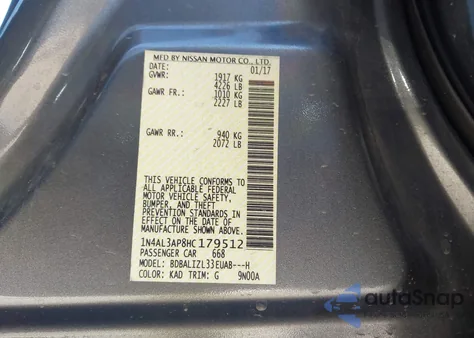 MFD BY NISSAN MOTOR CO., LTD.
DATE: 01/17
GVWR: 1917 KG
4226 LB
GAWR FR.: 1010 KG
2227 LB
GAWR RR.: 940 KG
2072 LB
THIS VEHICLE CONFORMS TO
ALL APPLICABLE FEDERAL
MOTOR VEHICLE SAFETY,
BUMPER, AND THEFT
PREVENTION STANDARDS
IN EFFECT ON THE DATE OF
MANUFACTURE SHOWN ABOVE.
1N4AL3AP8HC179512
PASSENGER CAR 668
MODEL: BDBALIZL33EUAB---H
COLOR: KAD TRIM: G 9N00A
autoSnap